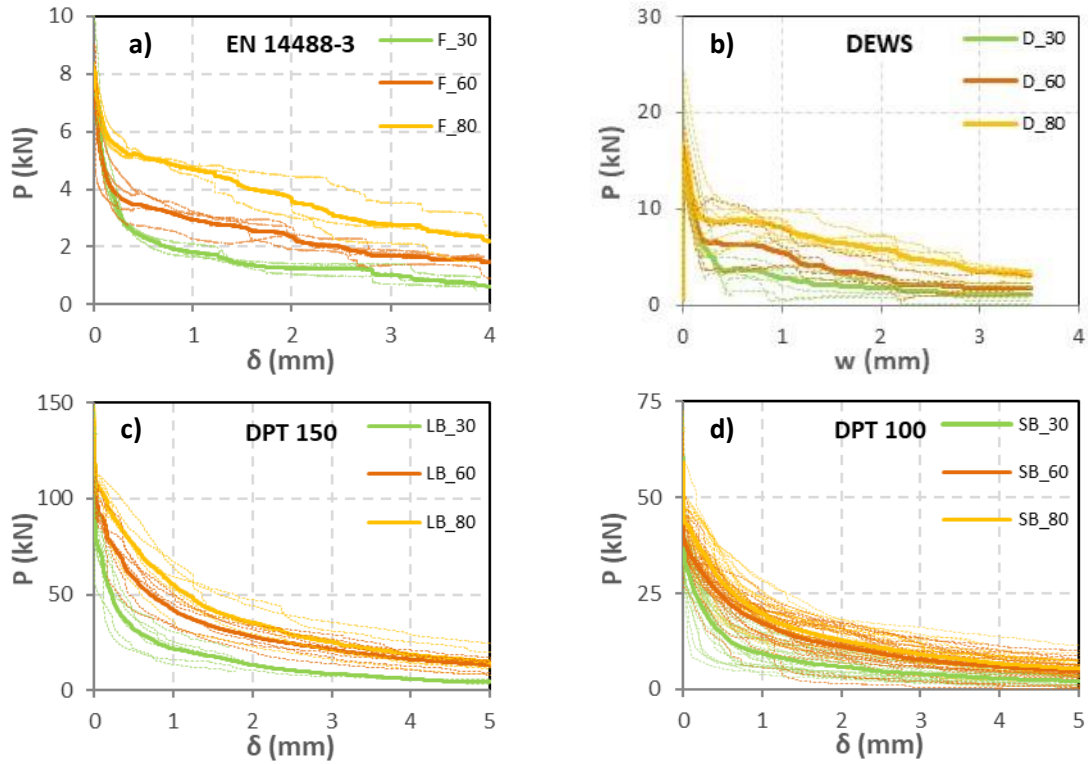 a) EN 14488-3
F_30
F_60
F_80
P (kN)
10
8
6
4
2
0
0 1 2 3 4
δ (mm)
b) DEWS
D_30
D_60
D_80
P (kN)
30
20
10
0
0 1 2 3 4
w (mm)
c) DPT 150
LB_30
LB_60
LB_80
P (kN)
150
100
50
0
0 1 2 3 4 5
δ (mm)
d) DPT 100
SB_30
SB_60
SB_80
P (kN)
75
50
25
0
0 1 2 3 4 5
δ (mm)